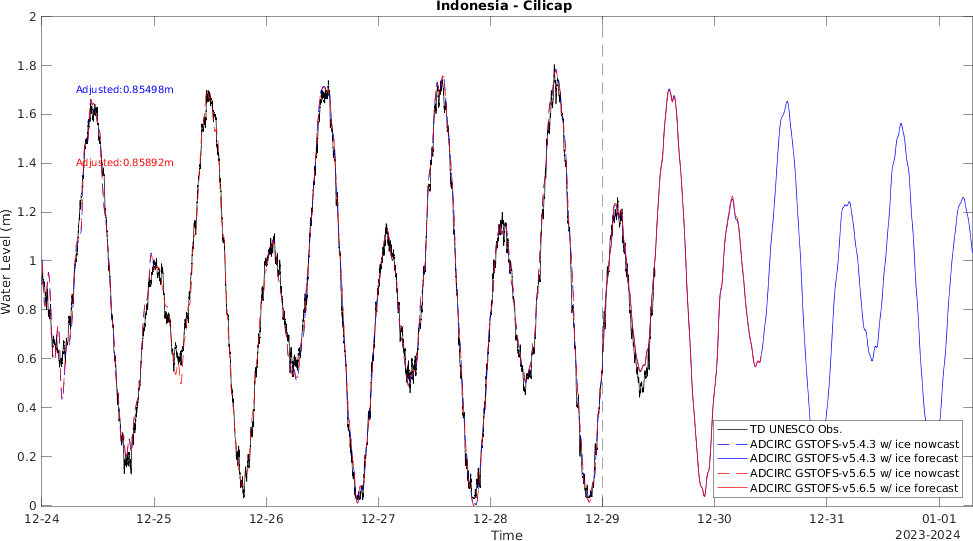 Indonesia - Cilicap
2
1.8
Adjusted:0.85498m
1.6
1.4
Adjusted:0.85892m
1.2
1
0.8
0.6
0.4
0.2
0
Water Level (m)
TD UNESCO Obs.
ADCIRC GSTOFS-v5.4.3 w/ ice nowcast
ADCIRC GSTOFS-v5.4.3 w/ ice forecast
ADCIRC GSTOFS-v5.6.5 w/ ice nowcast
ADCIRC GSTOFS-v5.6.5 w/ ice forecast
12-24 12-25 12-26 12-27 12-28 12-29 12-30 12-31 01-01
Time
2023-2024